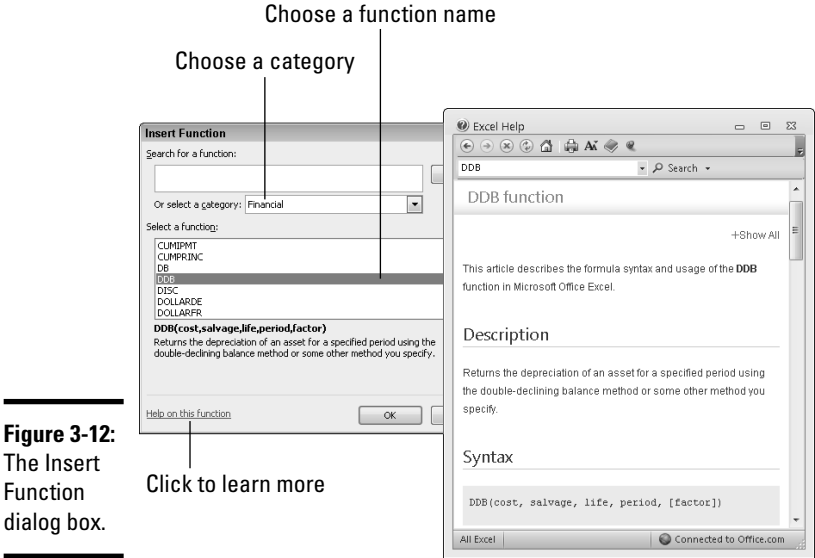 Choose a function name
Choose a category
Insert Function
Search for a function:
Or select a category: Financial
Select a function:
CUMIPMT
CUMPRINC
DB
DDB
DISC
DOLLARDE
DOLLARFR
DDB(cost,salvage,life,period,factor)
Returns the depreciation of an asset for a specified period using the
double-declining balance method or some other method you specify.
Help on this function
OK
Click to learn more
Excel Help
DDB
Search
DDB function
+Show All
This article describes the formula syntax and usage of the DDB
function in Microsoft Office Excel.
Description
Returns the depreciation of an asset for a specified period using
the double-declining balance method or some other method you
specify.
Syntax
DDB(cost, salvage, life, period, [factor])
All Excel
Connected to Office.com
Figure 3-12:
The Insert
Function
dialog box.